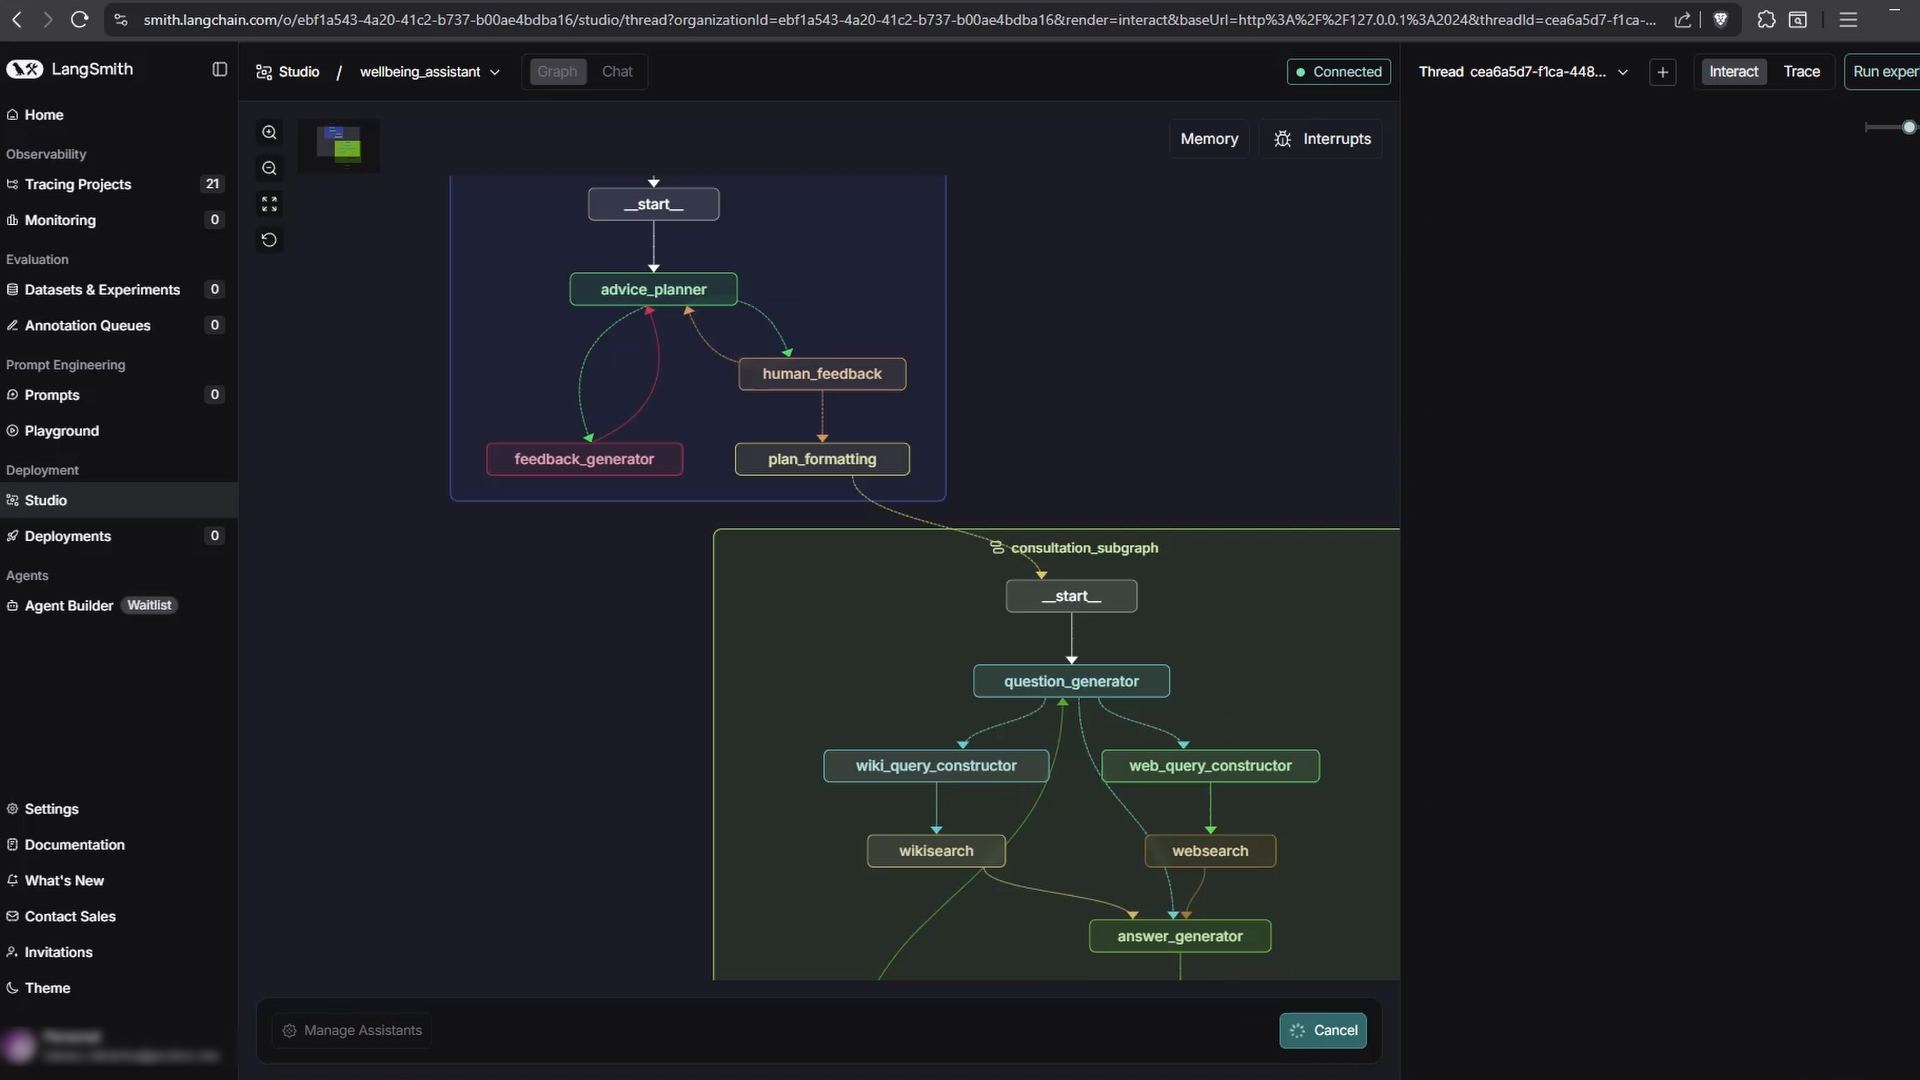 smith.langchain.com/o/ebf1a543-4a20-41c2-b737-b00ae4bdba16/studio/thread?organizationId=ebf1a543-4a20-41c2-b737-b00ae4bdba16&render=interact&baseUrl=http%3A%2F%2F127.0.0.1%3A2024&threadId=cea6a5d7-f1ca-...
LangSmith
Studio / wellbeing_assistant
Graph Chat
Connected
Thread cea6a5d7-f1ca-448...
Interact Trace
Run exper
Home
Observability
Tracing Projects 21
Monitoring 0
Evaluation
Datasets & Experiments 0
Annotation Queues 0
Prompt Engineering
Prompts 0
Playground
Deployment
Studio
Deployments 0
Agents
Agent Builder Waitlist
Settings
Documentation
What's New
Contact Sales
Invitations
Theme
Memory
Interrupts
__start__
advice_planner
human_feedback
feedback_generator
plan_formatting
consultation_subgraph
__start__
question_generator
wiki_query_constructor
web_query_constructor
wikisearch
websearch
answer_generator
Manage Assistants
Cancel